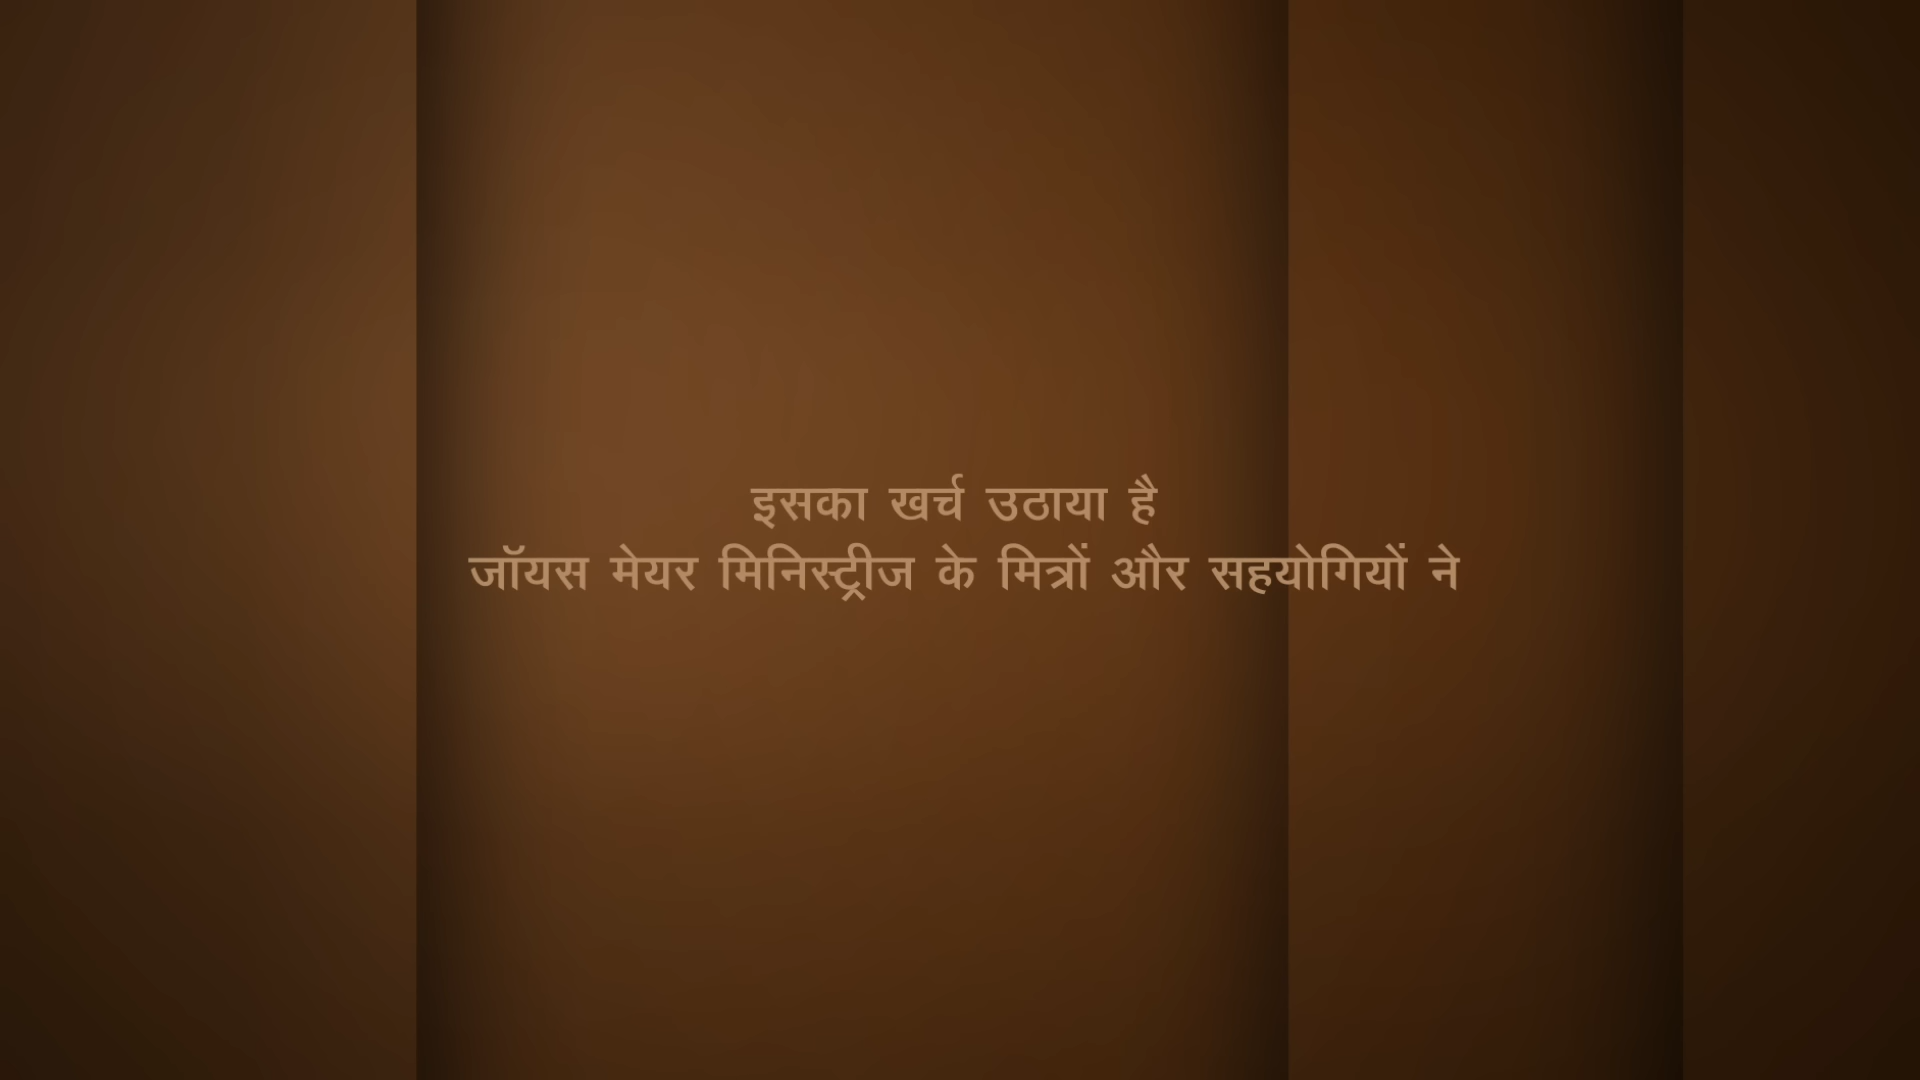 इसका खर्च उठाया है
जॉयस मेयर मिनिस्ट्रीज के मित्रों और सहयोगियों ने